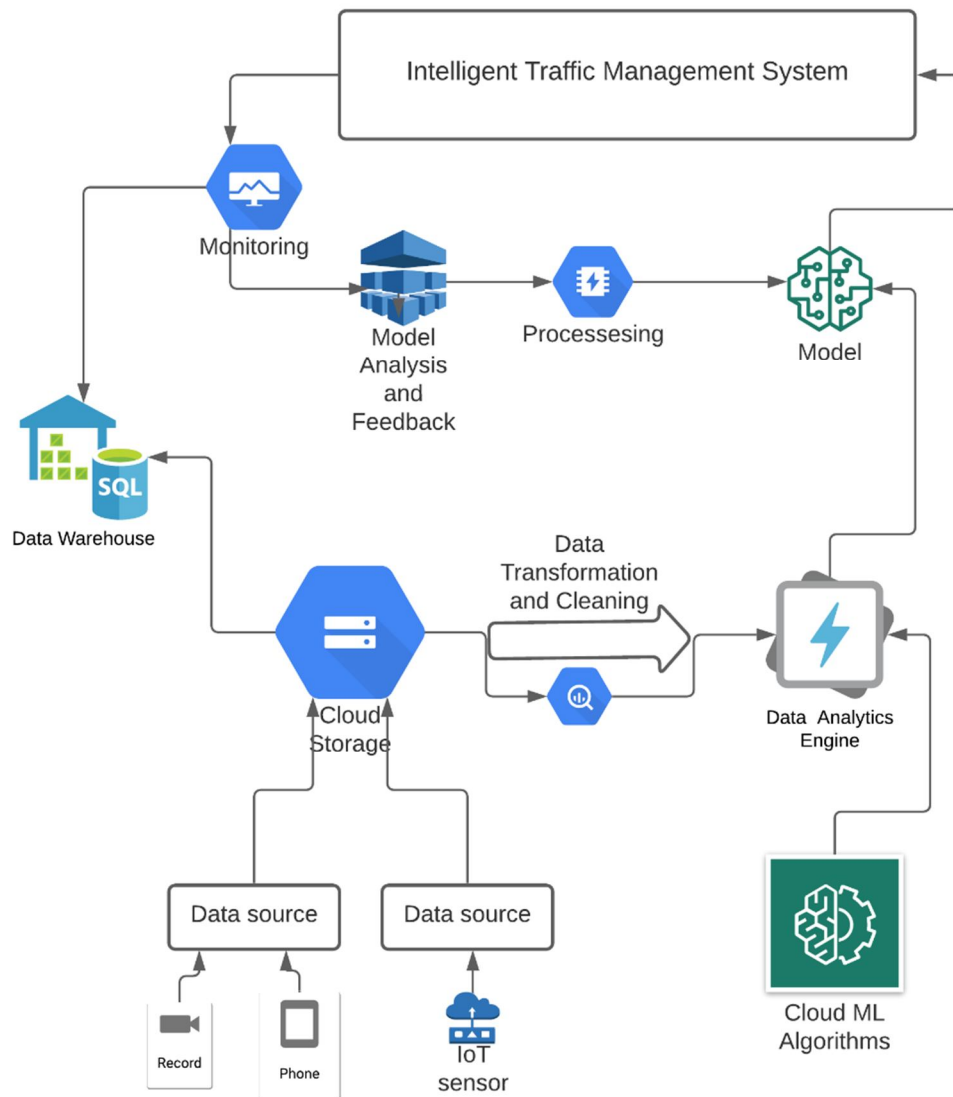 Intelligent Traffic Management System
Monitoring
Model
Analysis
and
Feedback
Processesing
Model
SQL
Data Warehouse
Data
Transformation
and Cleaning
Cloud
Storage
Data Analytics
Engine
Data source
Data source
Record
Phone
IoT
sensor
Cloud ML
Algorithms